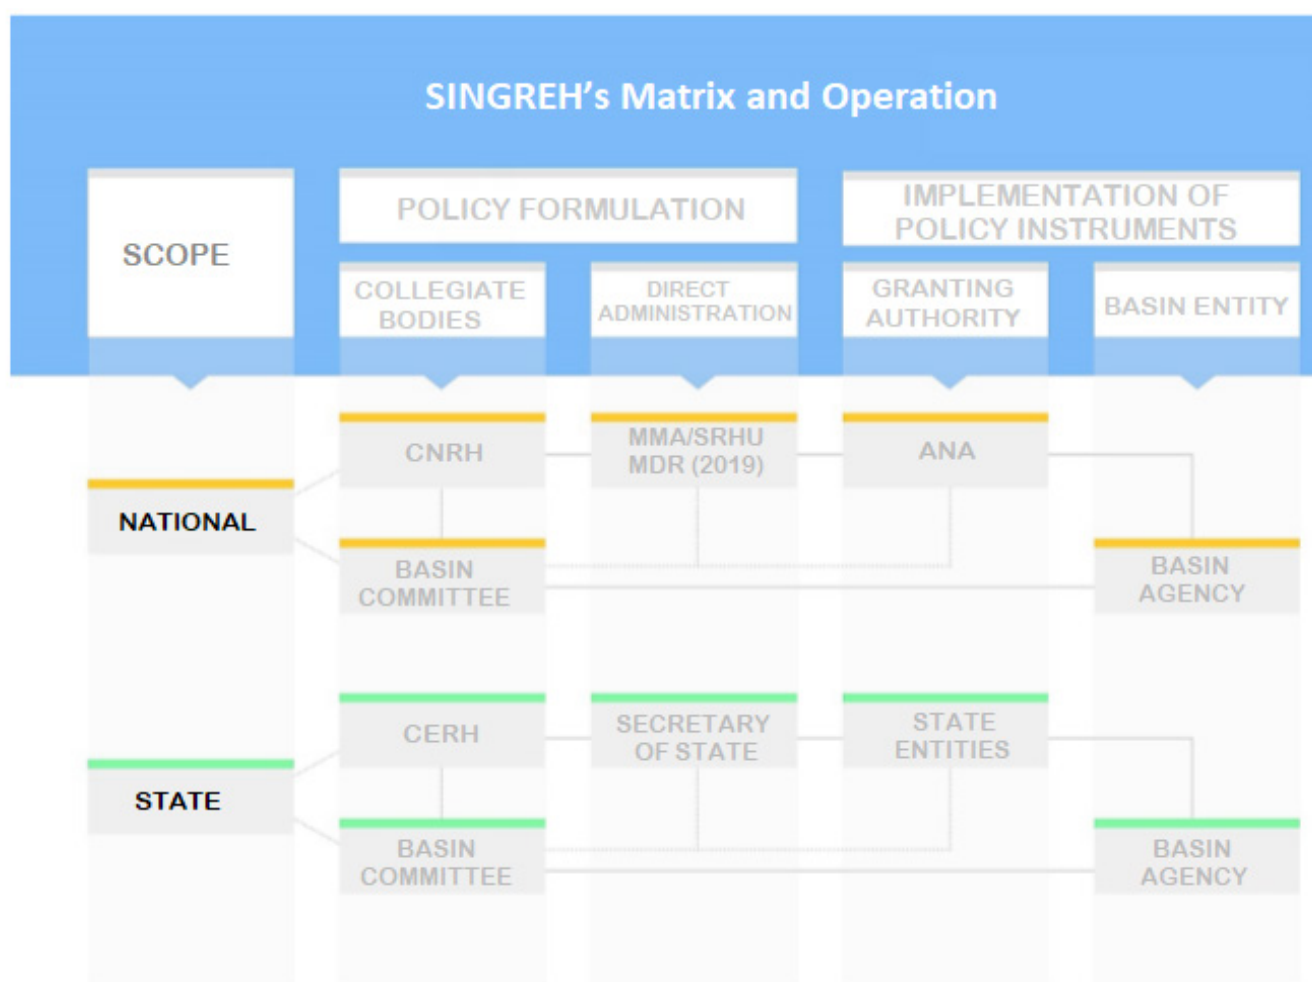 SINGREH's Matrix and Operation
SCOPE
POLICY FORMULATION
IMPLEMENTATION OF
POLICY INSTRUMENTS
COLLEGIATE
BODIES
DIRECT
ADMINISTRATION
GRANTING
AUTHORITY
BASIN ENTITY
NATIONAL
CNRH
MMA/SRHU
MDR (2019)
ANA
BASIN
COMMITTEE
BASIN
AGENCY
STATE
CERH
SECRETARY
OF STATE
STATE
ENTITIES
BASIN
COMMITTEE
BASIN
AGENCY